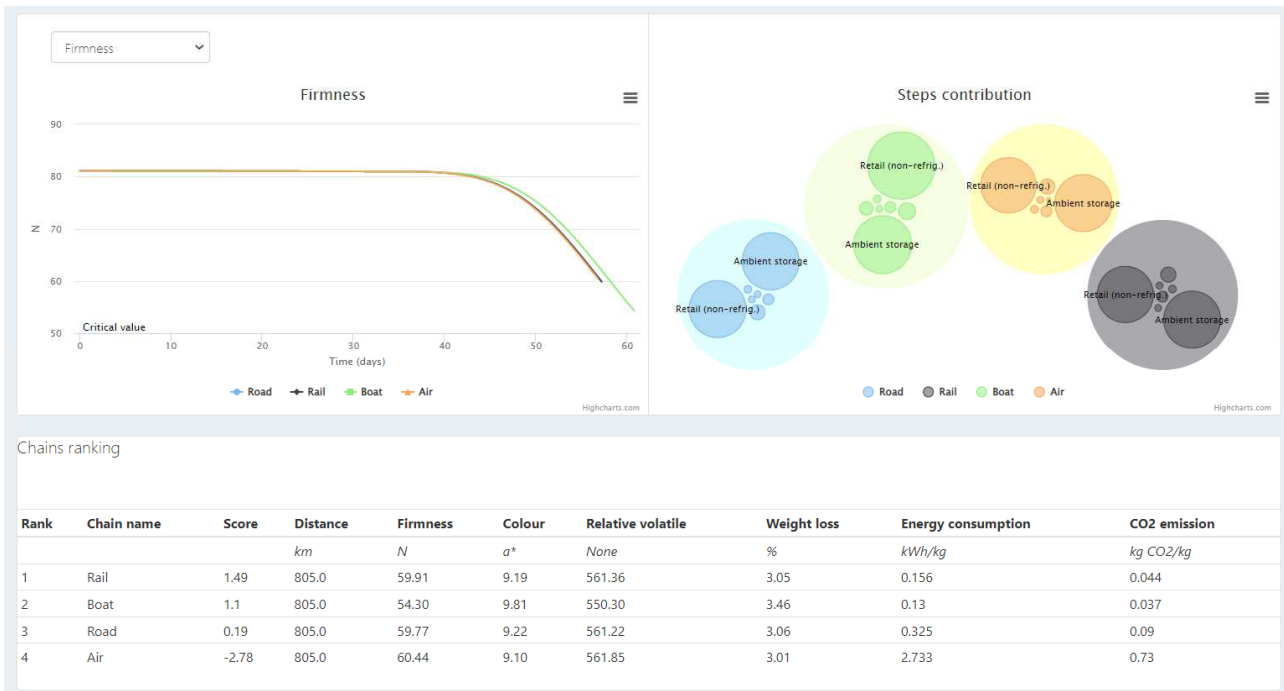 Firmness
Firmness
90
80
70
60
50
N
Critical value
0 10 20 30 40 50 60
Time (days)
Road Rail Boat Air
Highcharts.com
Steps contribution
Retail (non-refrig.)
Ambient storage
Retail (non-refrig.)
Ambient storage
Ambient storage
Retail (non-refrig.)
Retail (non-refrig.)
Ambient storage
Road Rail Boat Air
Highcharts.com
Chains ranking
Rank Chain name Score Distance Firmness Colour Relative volatile Weight loss Energy consumption CO2 emission
km N a* None % kWh/kg kg CO2/kg
1 Rail 1.49 805.0 59.91 9.19 561.36 3.05 0.156 0.044
2 Boat 1.1 805.0 54.30 9.81 550.30 3.46 0.13 0.037
3 Road 0.19 805.0 59.77 9.22 561.22 3.06 0.325 0.09
4 Air -2.78 805.0 60.44 9.10 561.85 3.01 2.733 0.73